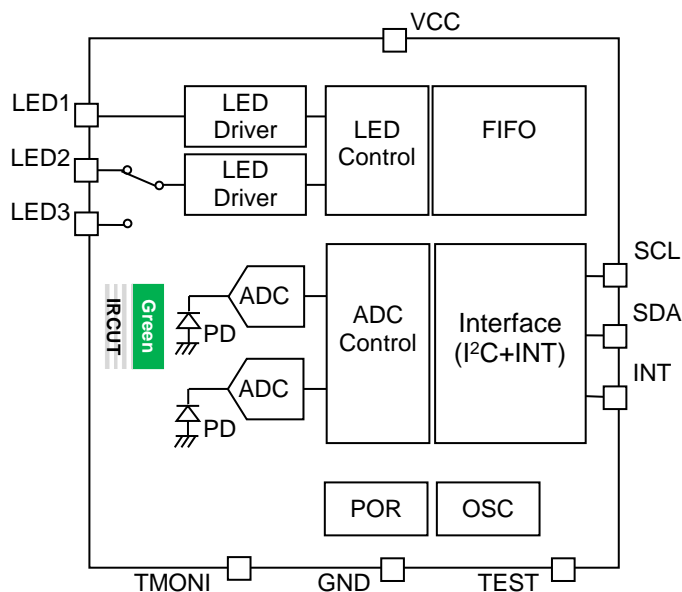 VCC
LED1
LED
Driver
LED
Control
FIFO
LED2
LED
Driver
LED3
IRCUT
Green
PD
ADC
ADC
Control
Interface
(I²C+INT)
SCL
SDA
INT
PD
ADC
POR
OSC
TMONI
GND
TEST